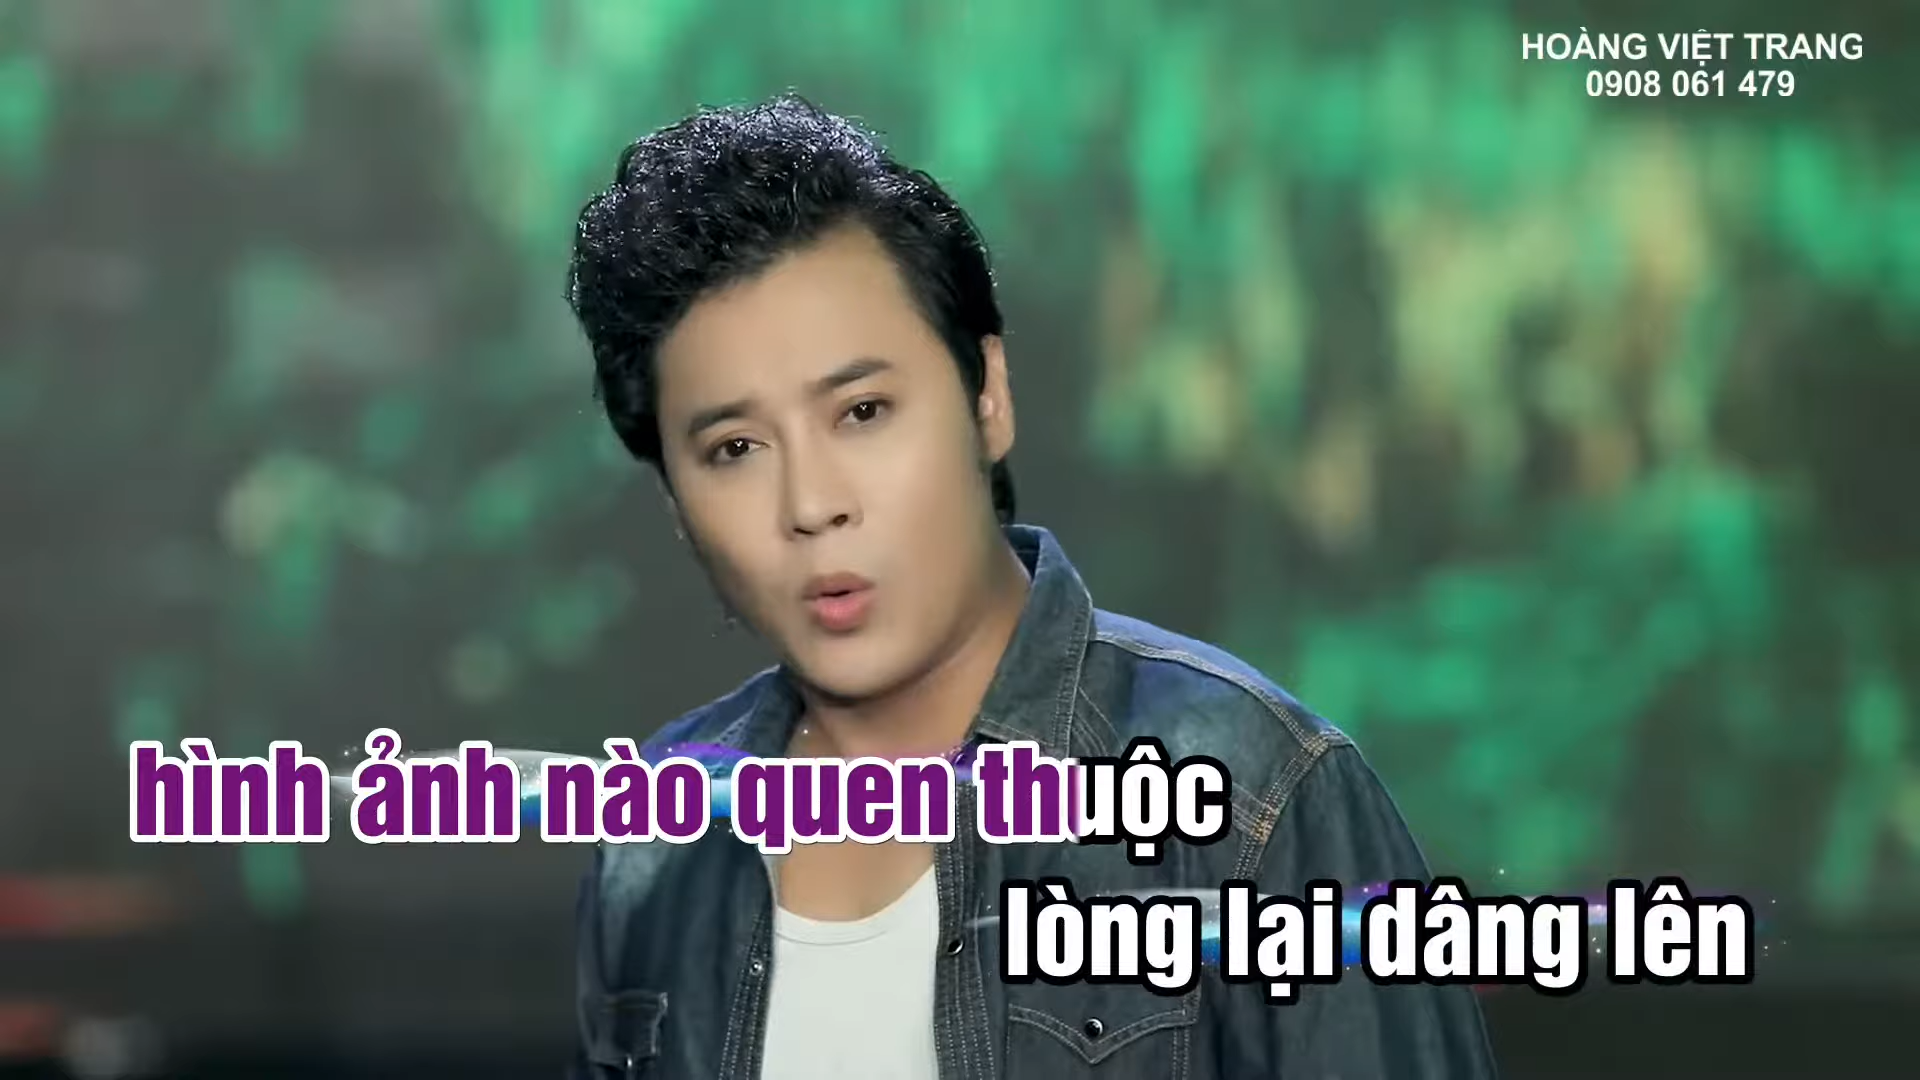 HOÀNG VIỆT TRANG
0908 061 479
hình ảnh nào quen thuộc
lòng lại dâng lên